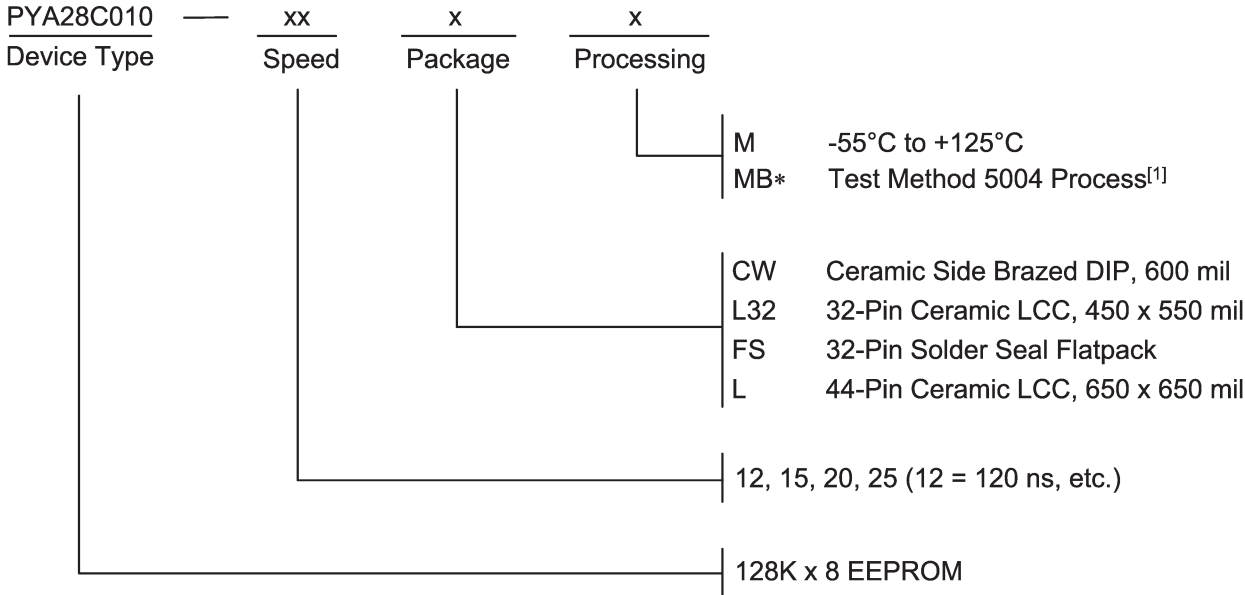 PYA28C010 — xx x x
Device Type Speed Package Processing
M -55°C to +125°C
MB* Test Method 5004 Process[1]
CW Ceramic Side Brazed DIP, 600 mil
L32 32-Pin Ceramic LCC, 450 x 550 mil
FS 32-Pin Solder Seal Flatpack
L 44-Pin Ceramic LCC, 650 x 650 mil
12, 15, 20, 25 (12 = 120 ns, etc.)
128K x 8 EEPROM